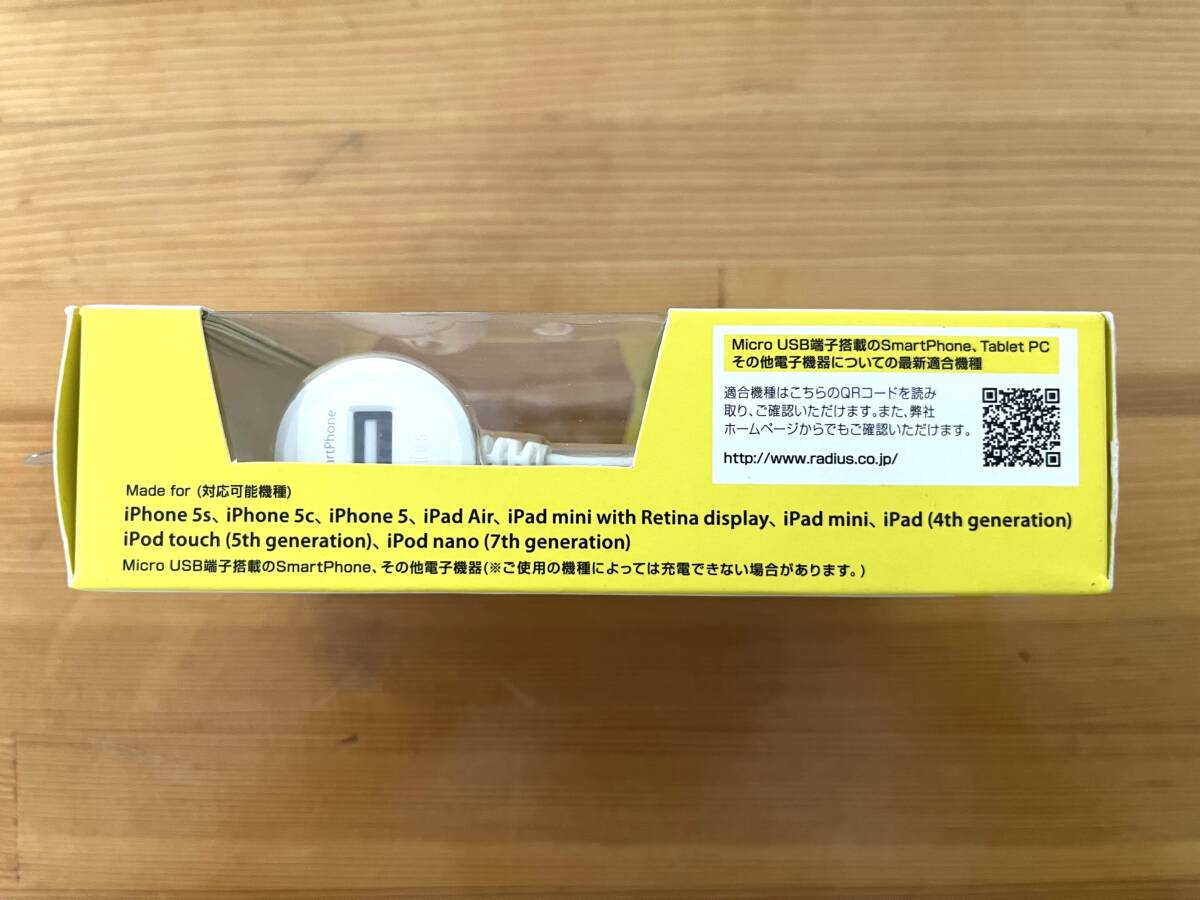 Micro USB端子搭載のSmartPhone、Tablet PC
その他電子機器についての最新適合機種
適合機種はこちらのQRコードを読み
取り、ご確認いただけます。また、弊社
ホームページからでもご確認いただけます。
http://www.radius.co.jp/
artPhone
Made for (対応可能機種)
iPhone 5s、iPhone 5c、iPhone 5、iPad Air、iPad mini with Retina display、iPad mini、iPad (4th generation)
iPod touch (5th generation)、iPod nano (7th generation)
Micro USB端子搭載のSmartPhone、その他電子機器(※ご使用の機種によっては充電できない場合があります。)